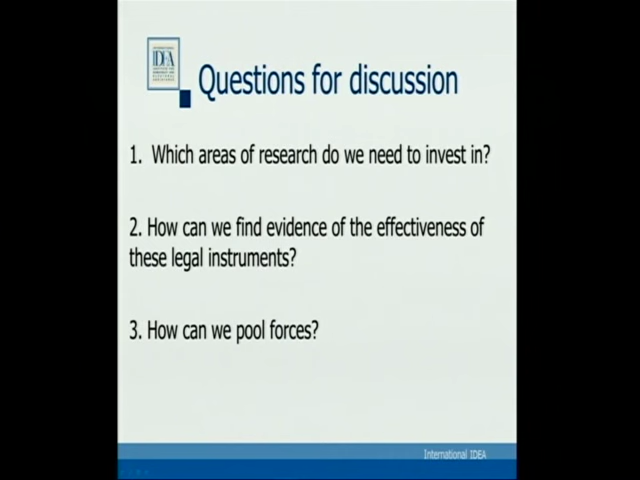 IDEA
Questions for discussion
1. Which areas of research do we need to invest in?
2. How can we find evidence of the effectiveness of
these legal instruments?
3. How can we pool forces?
International IDEA